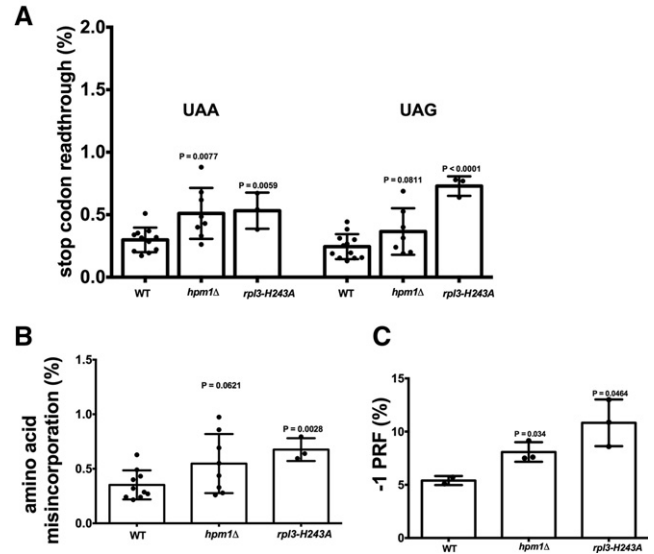 A
stop codon readthrough (%)
2.0
1.5
1.0
0.5
0.0
UAA
UAG
P = 0.0077
P = 0.0059
P = 0.0811
P < 0.0001
WT
hpm1Δ
rpl3-H243A
WT
hpm1Δ
rpl3-H243A
B
amino acid
misincorporation (%)
1.5
1.0
0.5
0.0
P = 0.0621
P = 0.0028
WT
hpm1Δ
rpl3-H243A
C
-1 PRF (%)
15
10
5
0
P = 0.034
P = 0.0464
WT
hpm1Δ
rpl3-H243A